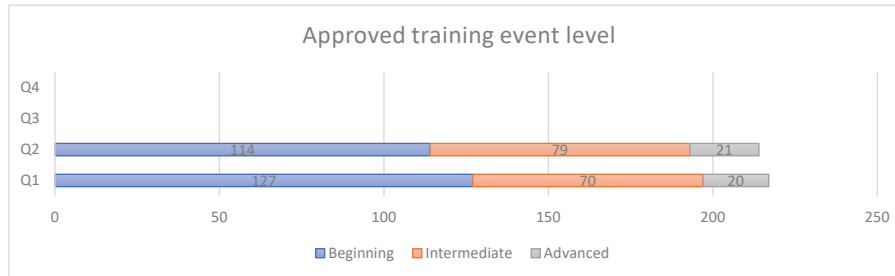 Approved training event level
Q4
Q3
Q2 114 79 21
Q1 127 70 20
0 50 100 150 200 250
Beginning Intermediate Advanced